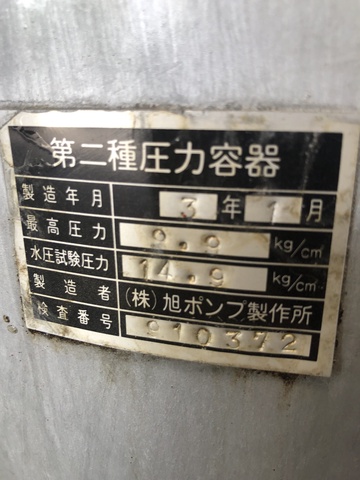 第二種圧力容器
製造年月 3年1月
最高圧力 9.9 kg/cm²
水圧試験圧力 14.9 kg/cm²
製造者 (株)旭ポンプ製作所
検査番号 910372